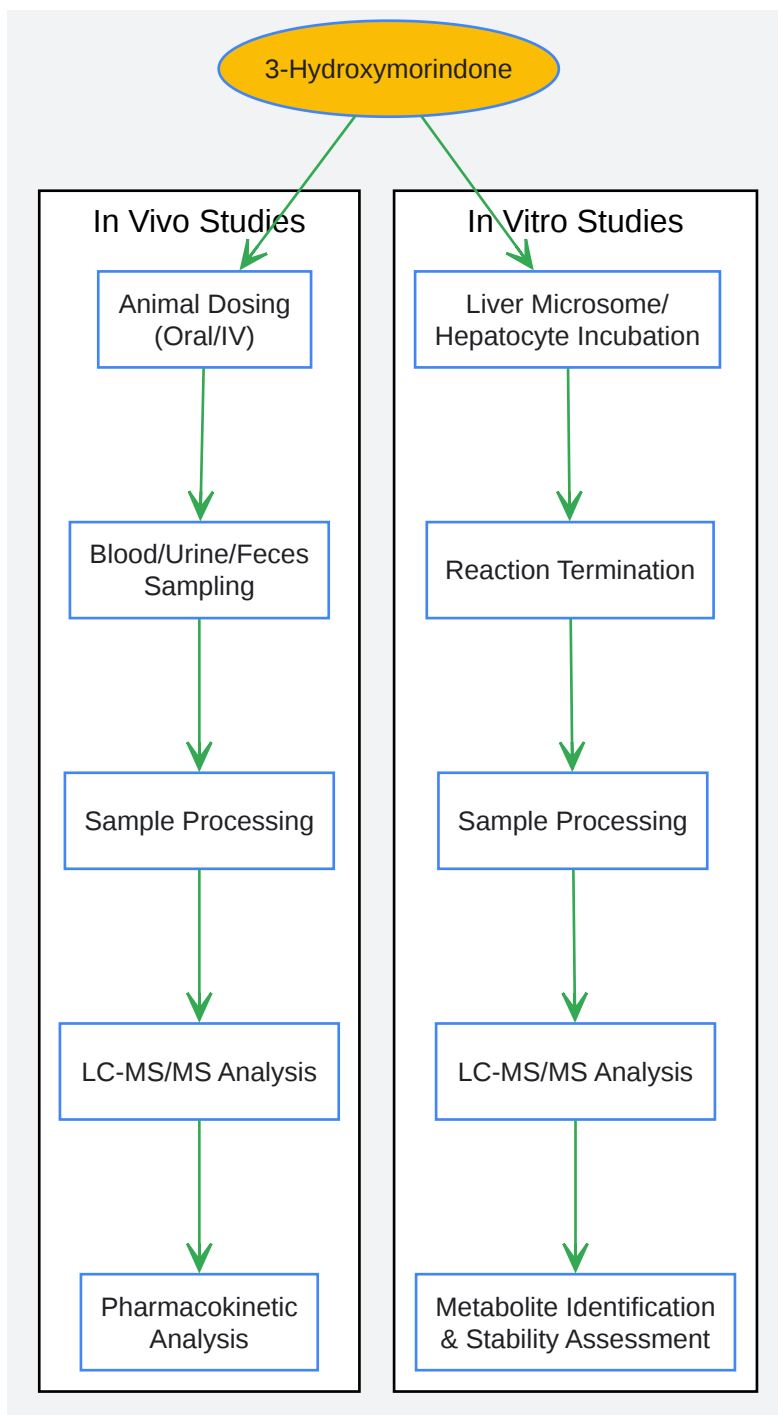 3-Hydroxymorindone
In Vivo Studies
Animal Dosing
(Oral/IV)
Blood/Urine/Feces
Sampling
Sample Processing
LC-MS/MS Analysis
Pharmacokinetic
Analysis
In Vitro Studies
Liver Microsome/
Hepatocyte Incubation
Reaction Termination
Sample Processing
LC-MS/MS Analysis
Metabolite Identification
& Stability Assessment